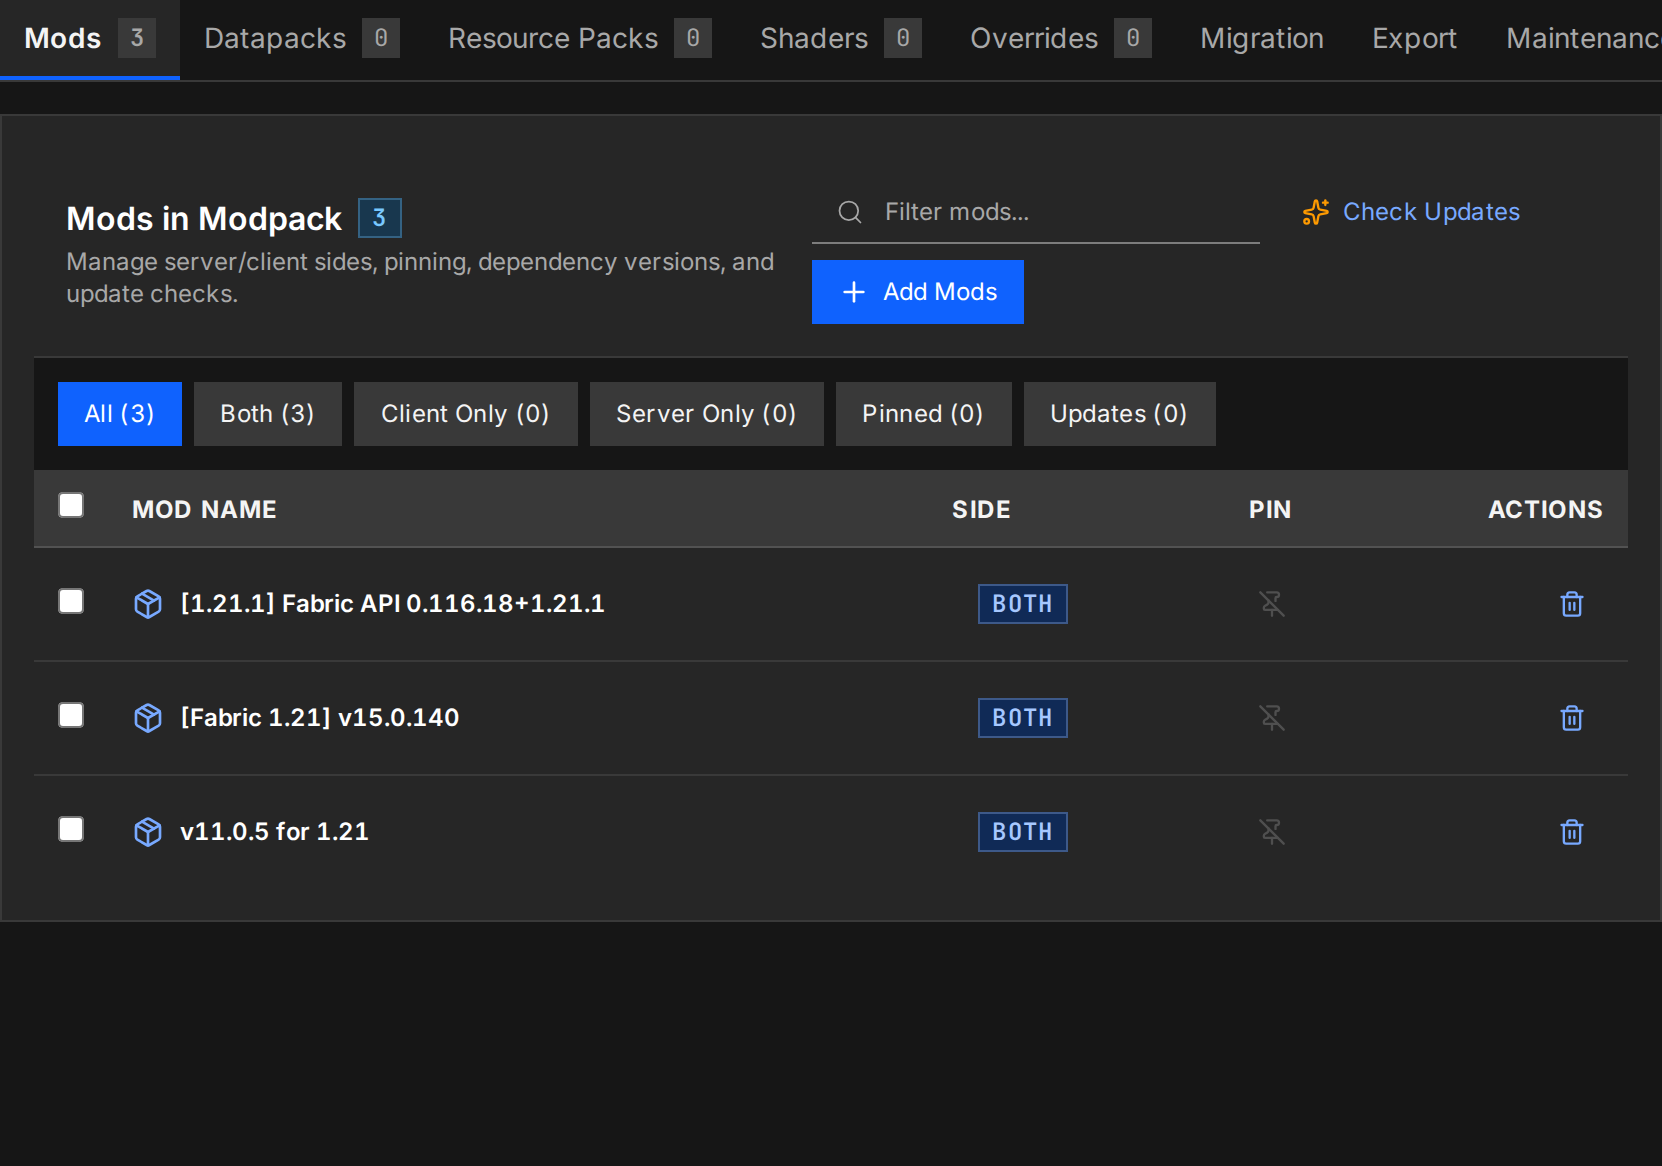 Mods 3 Datapacks 0 Resource Packs 0 Shaders 0 Overrides 0 Migration Export Maintenanc
Mods in Modpack 3
Manage server/client sides, pinning, dependency versions, and
update checks.
Filter mods...
Check Updates
Add Mods
All (3) Both (3) Client Only (0) Server Only (0) Pinned (0) Updates (0)
MOD NAME SIDE PIN ACTIONS
[1.21.1] Fabric API 0.116.18+1.21.1 BOTH
[Fabric 1.21] v15.0.140 BOTH
v11.0.5 for 1.21 BOTH